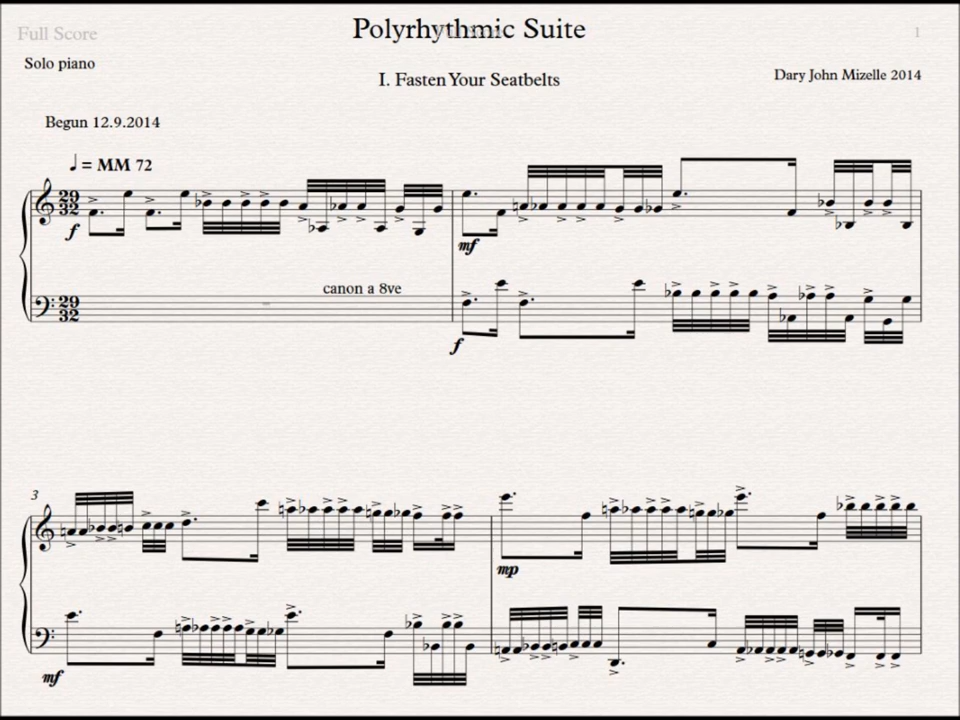 Full Score
Polyrhythmic Suite
1
Solo piano
I. Fasten Your Seatbelts
Dary John Mizelle 2014
Begun 12.9.2014
♩ = MM 72
29
32
f
mf
canon a 8ve
29
32
f
3
mp
mf